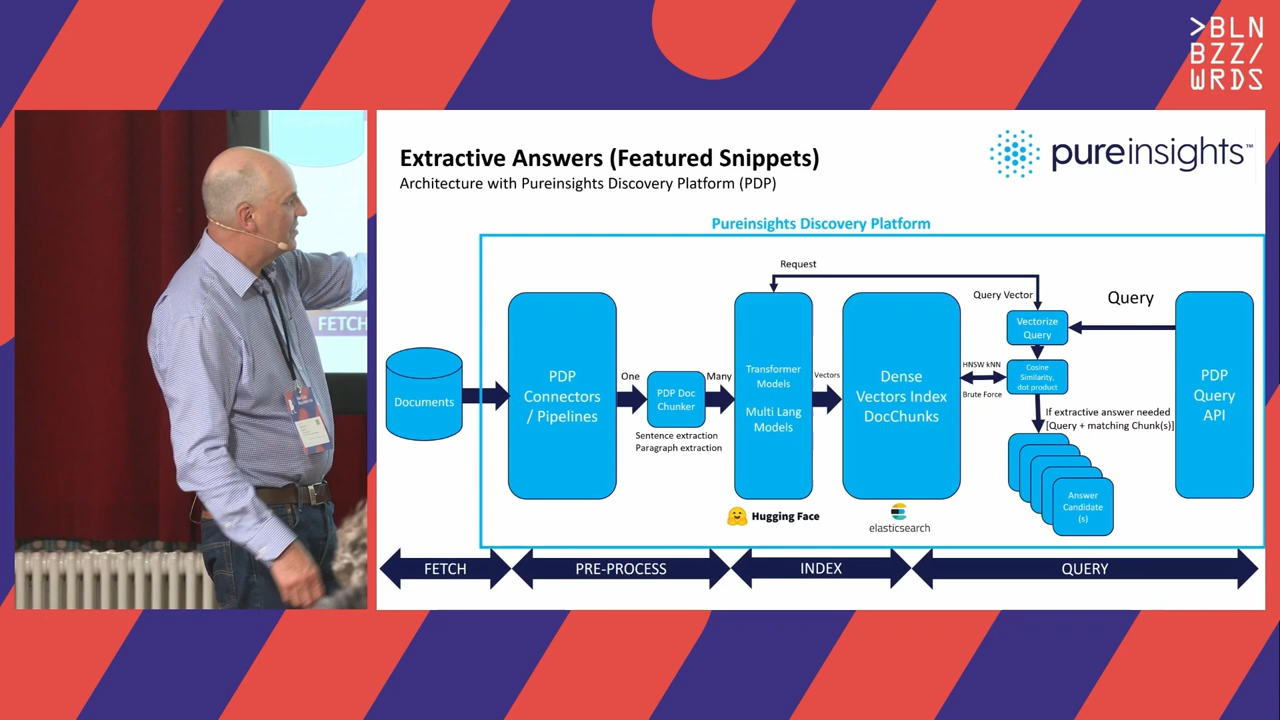 >BLN
BZZ/
WRDS
Extractive Answers (Featured Snippets)
Architecture with Pureinsights Discovery Platform (PDP)
pureinsights™
Pureinsights Discovery Platform
Request
Query Vector
Query
Vectorize
Query
HNSW kNN
Brute Force
Cosine
Similarity,
dot product
If extractive answer needed
[Query + matching Chunk(s)]
Answer
Candidate
(s)
PDP
Query
API
Documents
PDP
Connectors
/ Pipelines
One
PDP Doc
Chunker
Many
Sentence extraction
Paragraph extraction
Transformer
Models
Multi Lang
Models
Hugging Face
Vectors
Dense
Vectors Index
DocChunks
elasticsearch
FETCH
PRE-PROCESS
INDEX
QUERY
FETCH